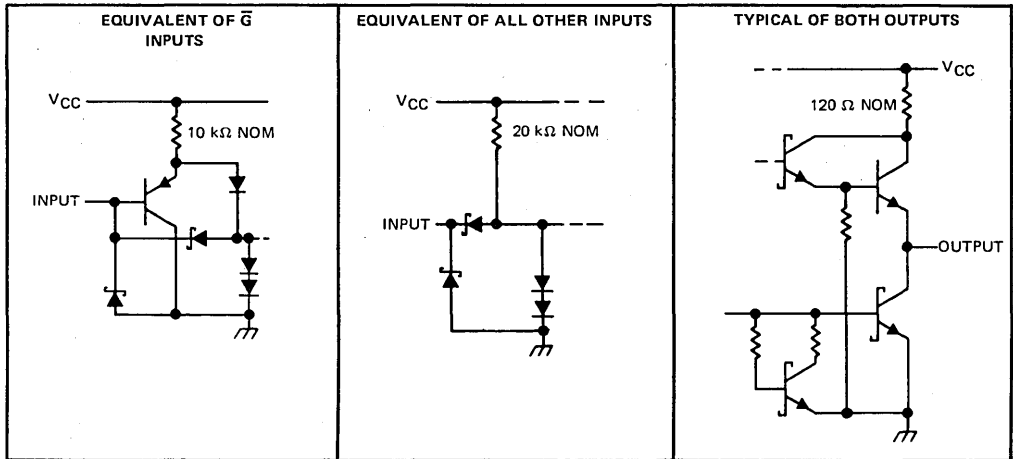 EQUIVALENT OF G̅
INPUTS
VCC
10 kΩ NOM
INPUT
EQUIVALENT OF ALL OTHER INPUTS
VCC
20 kΩ NOM
INPUT
TYPICAL OF BOTH OUTPUTS
VCC
120 Ω NOM
OUTPUT